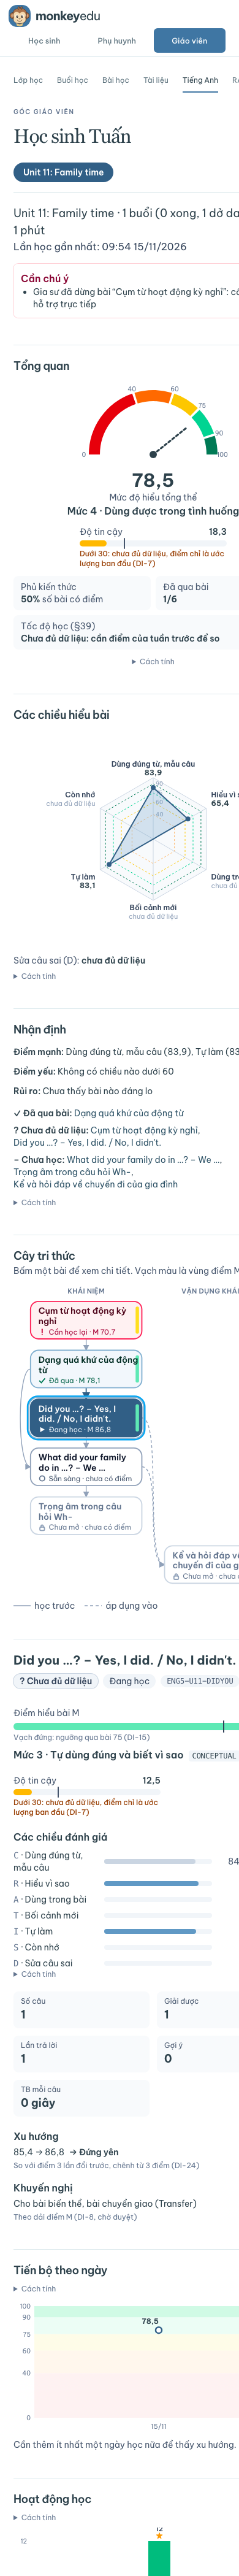 monkeyedu
Học sinh
Phụ huynh
Giáo viên
Lớp học
Buổi học
Bài học
Tài liệu
Tiếng Anh
GÓC GIÁO VIÊN
Học sinh Tuấn
Unit 11: Family time
Unit 11: Family time · 1 buổi (0 xong, 1 dở
1 phút
Lần học gần nhất: 09:54 15/11/2026
Cần chú ý
Gia sư đã dừng bài “Cụm từ hoạt động kỳ nghỉ”:
hỗ trợ trực tiếp
Tổng quan
0
40
60
75
90
100
78,5
Mức độ hiểu tổng thể
Mức 4 · Dùng được trong tình huống
Độ tin cậy
18,3
Dưới 30: chưa đủ dữ liệu, điểm chỉ là ước
lượng ban đầu (DI-7)
Phủ kiến thức
50% số bài có điểm
Đã qua bài
1/6
Tốc độ học (§39)
Chưa đủ dữ liệu: cần điểm của tuần trước để so
▶ Cách tính
Các chiều hiểu bài
Dùng đúng từ, mẫu câu
83,9
Còn nhớ
chưa đủ dữ liệu
Hiểu vì
65,4
90
60
40
Tự làm
83,1
Dùng
chưa đủ
Bối cảnh mới
chưa đủ dữ liệu
Sửa câu sai (D): chưa đủ dữ liệu
▶ Cách tính
Nhận định
Điểm mạnh: Dùng đúng từ, mẫu câu (83,9), Tự làm
Điểm yếu: Không có chiều nào dưới 60
Rủi ro: Chưa thấy bài nào đáng lo
✓ Đã qua bài: Dạng quá khứ của động từ
? Chưa đủ dữ liệu: Cụm từ hoạt động kỳ nghỉ,
Did you …? – Yes, I did. / No, I didn't.
– Chưa học: What did your family do in …? – We …,
Trọng âm trong câu hỏi Wh-,
Kể và hỏi đáp về chuyến đi của gia đình
▶ Cách tính
Cây tri thức
Bấm một bài để xem chi tiết. Vạch màu là vùng điểm
KHÁI NIỆM
VẬN DỤNG
Cụm từ hoạt động kỳ
nghỉ
! Cần học lại · M 70,7
Dạng quá khứ của động
từ
✓ Đã qua · M 78,1
Did you …? – Yes, I
did. / No, I didn't.
▶ Đang học · M 86,8
What did your family
do in …? – We …
Sẵn sàng · chưa có điểm
Trọng âm trong câu
hỏi Wh-
Chưa mở · chưa có điểm
Kể và hỏi đáp
chuyến đi của
Chưa mở · chưa
học trước
áp dụng vào
Did you …? – Yes, I did. / No, I didn't.
? Chưa đủ dữ liệu
Đang học
ENG5-U11-DIDYOU
Điểm hiểu bài M
Vạch đứng: ngưỡng qua bài 75 (DI-15)
Mức 3 · Tự dùng đúng và biết vì sao
CONCEPTUAL
Độ tin cậy
12,5
Dưới 30: chưa đủ dữ liệu, điểm chỉ là ước
lượng ban đầu (DI-7)
Các chiều đánh giá
C · Dùng đúng từ,
mẫu câu
84
R · Hiểu vì sao
A · Dùng trong bài
T · Bối cảnh mới
I · Tự làm
S · Còn nhớ
D · Sửa câu sai
▶ Cách tính
Số câu
1
Giải được
1
Lần trả lời
1
Gợi ý
0
TB mỗi câu
0 giây
Xu hướng
85,4 → 86,8 → Đứng yên
So với điểm 3 lần đổi trước, chênh từ 3 điểm (DI-24)
Khuyến nghị
Cho bài biến thể, bài chuyển giao (Transfer)
Theo dải điểm M (DI-8, chờ duyệt)
Tiến bộ theo ngày
▶ Cách tính
100
90
75
60
40
0
78,5
15/11
Cần thêm ít nhất một ngày học nữa để thấy xu hướng.
Hoạt động học
▶ Cách tính
12
12